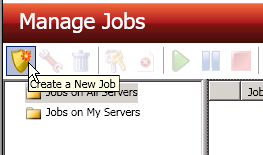 Manage Jobs
Create a New Job
Jobs on All Servers
Jobs on My Servers
Job